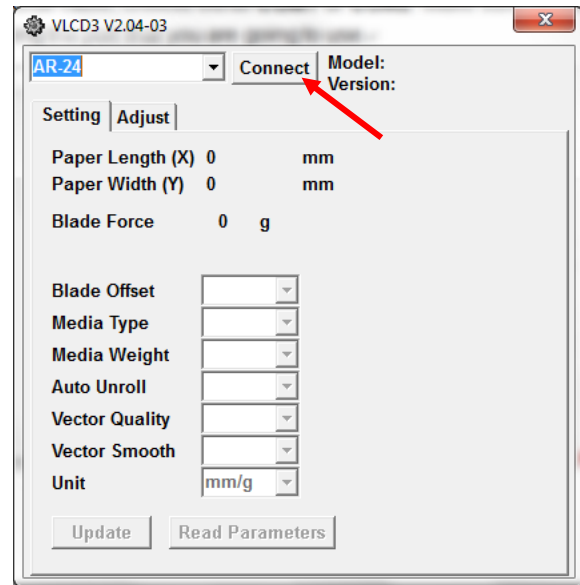 VLCD3 V2.04-03
AR-24 Connect Model:
Version:
Setting Adjust
Paper Length (X) 0 mm
Paper Width (Y) 0 mm
Blade Force 0 g
Blade Offset
Media Type
Media Weight
Auto Unroll
Vector Quality
Vector Smooth
Unit mm/g
Update Read Parameters